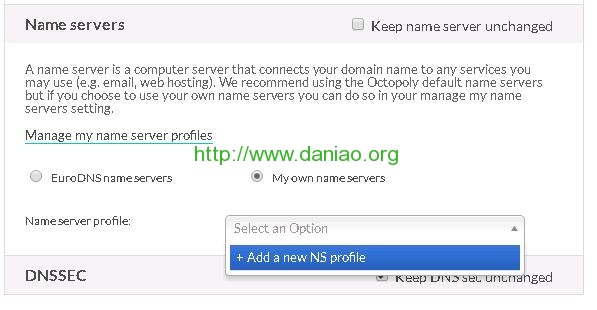 Name servers
Keep name server unchanged
A name server is a computer server that connects your domain name to any services you
may use (e.g. email, web hosting). We recommend using the Octopoly default name servers
but if you choose to use your own name servers you can do so in your manage my name
servers setting.
Manage my name server profiles
http://www.daniao.org
EuroDNS name servers
My own name servers
Name server profile:
Select an Option
+ Add a new NS profile
DNSSEC
Keep DNS sec unchanged